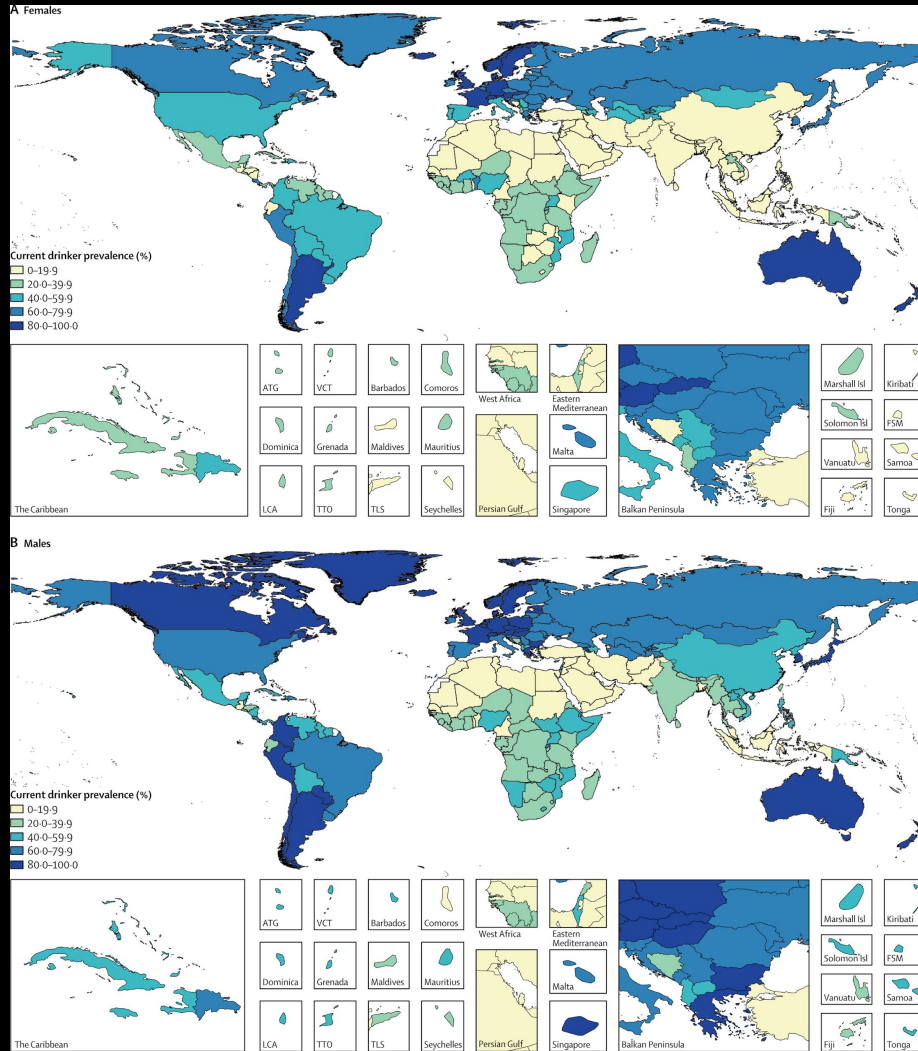 A Females
Current drinker prevalence (%)
0–19·9
20·0–39·9
40·0–59·9
60·0–79·9
80·0–100·0
The Caribbean
ATG
VCT
Barbados
Comoros
Dominica
Grenada
Maldives
Mauritius
LCA
TTO
TLS
Seychelles
West Africa
Eastern
Mediterranean
Persian Gulf
Malta
Singapore
Balkan Peninsula
Marshall Isl
Kiribati
Solomon Isl
FSM
Vanuatu
Samoa
Fiji
Tonga
B Males
Current drinker prevalence (%)
0–19·9
20·0–39·9
40·0–59·9
60·0–79·9
80·0–100·0
The Caribbean
ATG
VCT
Barbados
Comoros
Dominica
Grenada
Maldives
Mauritius
LCA
TTO
TLS
Seychelles
West Africa
Eastern
Mediterranean
Persian Gulf
Malta
Singapore
Balkan Peninsula
Marshall Isl
Kiribati
Solomon Isl
FSM
Vanuatu
Samoa
Fiji
Tonga